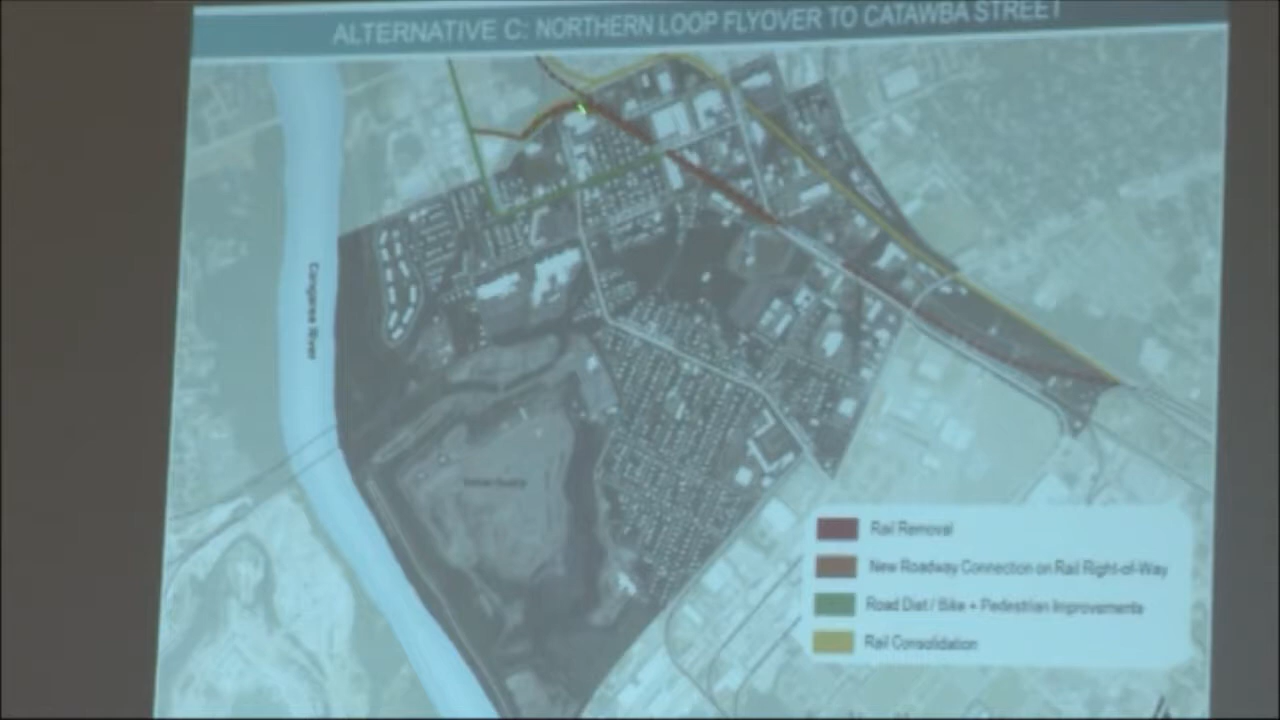 ALTERNATIVE C: NORTHERN LOOP FLYOVER TO CATAWBA STREET
Congaree River
Rail Removal
New Roadway Connection on Rail Right-of-Way
Road Diet / Bike + Pedestrian Improvements
Rail Consolidation